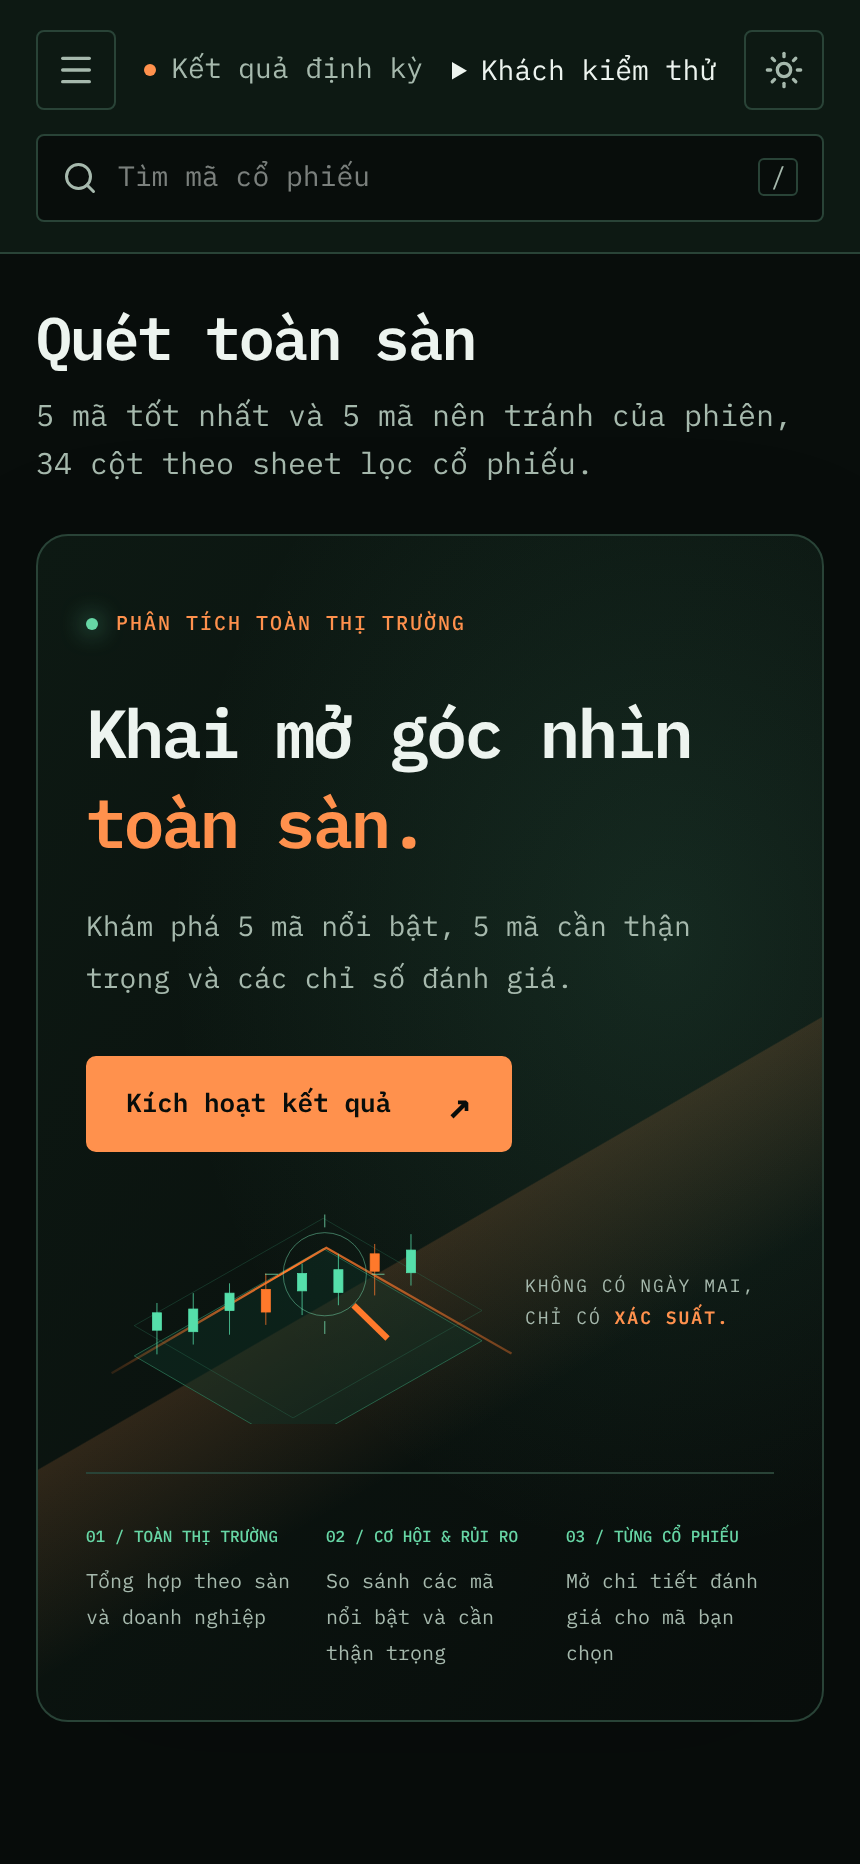 Kết quả định kỳ
Khách kiểm thử
Tìm mã cổ phiếu
/
Quét toàn sàn
5 mã tốt nhất và 5 mã nên tránh của phiên,
34 cột theo sheet lọc cổ phiếu.
PHÂN TÍCH TOÀN THỊ TRƯỜNG
Khai mở góc nhìn
toàn sàn.
Khám phá 5 mã nổi bật, 5 mã cần thận
trọng và các chỉ số đánh giá.
Kích hoạt kết quả ↗
KHÔNG CÓ NGÀY MAI,
CHỈ CÓ XÁC SUẤT.
01 / TOÀN THỊ TRƯỜNG
Tổng hợp theo sàn
và doanh nghiệp
02 / CƠ HỘI & RỦI RO
So sánh các mã
nổi bật và cần
thận trọng
03 / TỪNG CỔ PHIẾU
Mở chi tiết đánh
giá cho mã bạn
chọn